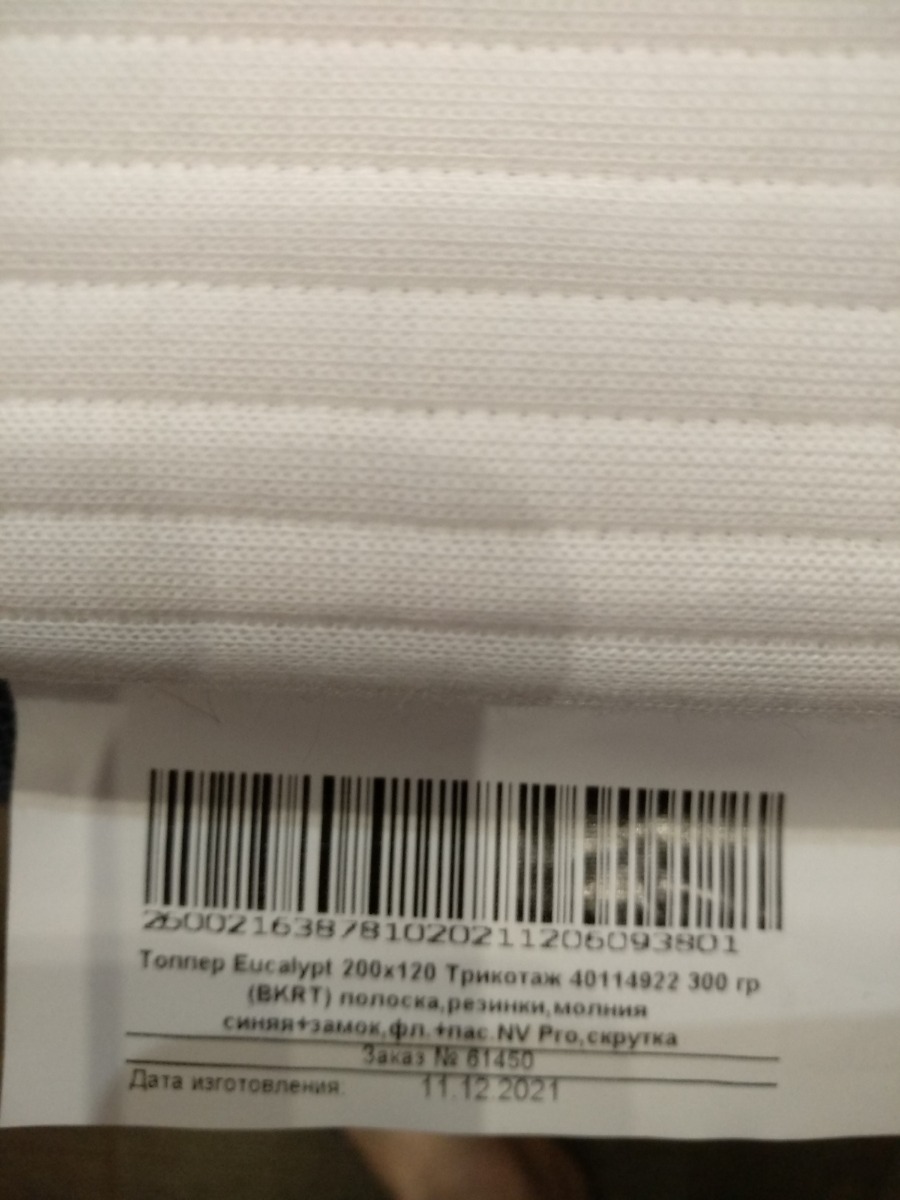 260021638781020211206093801
Топпер Eucalypt 200x120 Трикотаж 40114922 300 гр
(BKRT) полоска,резинки,молния
синяя+замок,фл.+пас.NV Pro,скрутка
Заказ № 61450
Дата изготовления: 11.12.2021